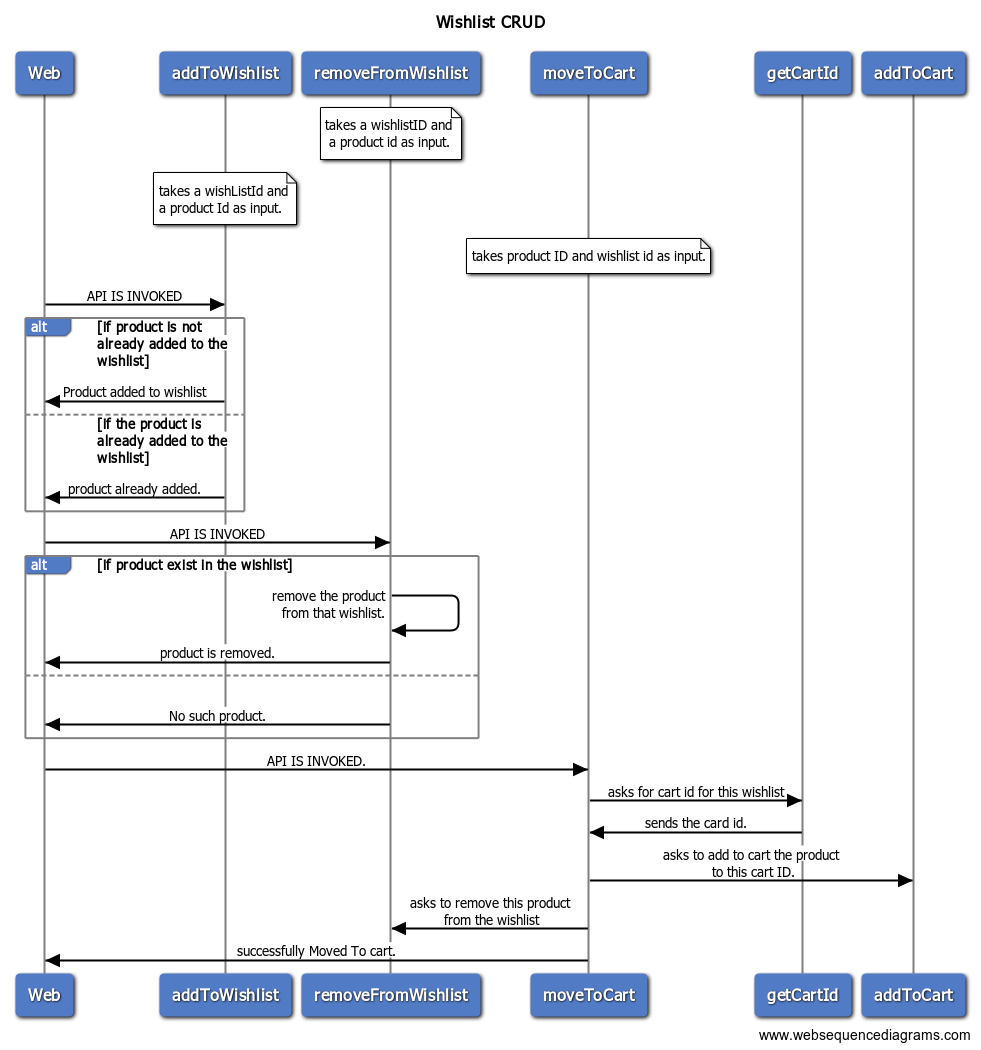 Wishlist CRUD
Web
addToWishlist
removeFromWishlist
moveToCart
getCartId
addToCart
takes a wishlistID and
a product id as input.
takes a wishListId and
a product Id as input.
takes product ID and wishlist id as input.
API IS INVOKED
alt
[if product is not
already added to the
wishlist]
Product added to wishlist
[if the product is
already added to the
wishlist]
product already added.
API IS INVOKED
alt
[if product exist in the wishlist]
remove the product
from that wishlist.
product is removed.
No such product.
API IS INVOKED.
asks for cart id for this wishlist
sends the card id.
asks to add to cart the product
to this cart ID.
asks to remove this product
from the wishlist
successfully Moved To cart.
Web
addToWishlist
removeFromWishlist
moveToCart
getCartId
addToCart
www.websequencediagrams.com